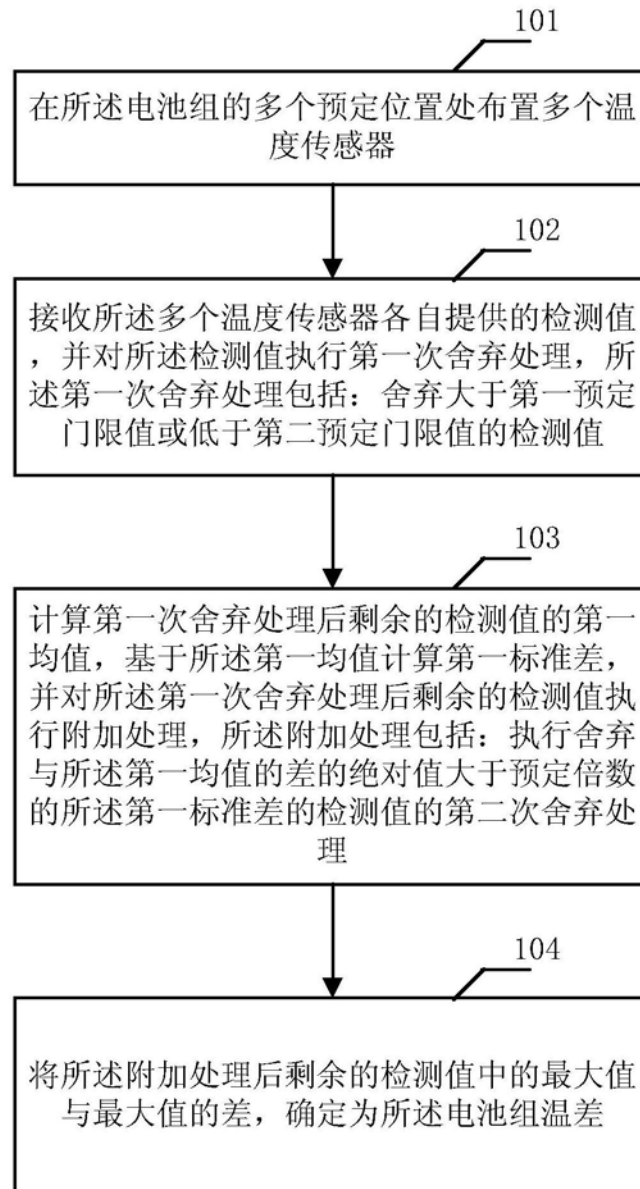 101
在所述电池组的多个预定位置处布置多个温
度传感器
102
接收所述多个温度传感器各自提供的检测值
，并对所述检测值执行第一次舍弃处理，所
述第一次舍弃处理包括：舍弃大于第一预定
门限值或低于第二预定门限值的检测值
103
计算第一次舍弃处理后剩余的检测值的第一
均值，基于所述第一均值计算第一标准差，
并对所述第一次舍弃处理后剩余的检测值执
行附加处理，所述附加处理包括：执行舍弃
与所述第一均值的差的绝对值大于预定倍数
的所述第一标准差的检测值的第二次舍弃处
理
104
将所述附加处理后剩余的检测值中的最大值
与最大值的差，确定为所述电池组温差